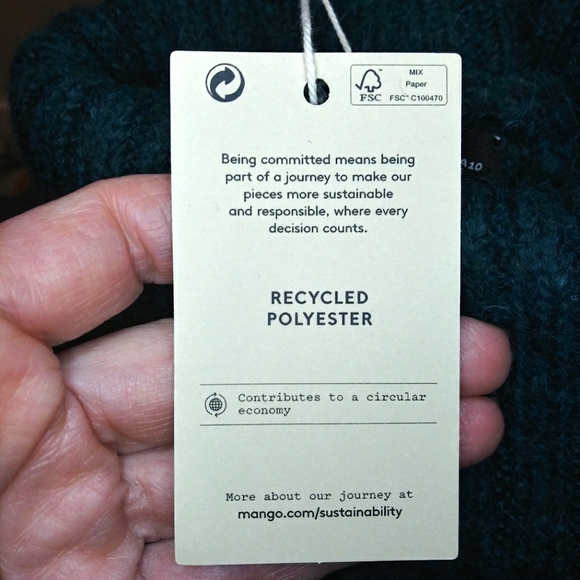 MIX
Paper
FSC™ C100470
FSC
Being committed means being
part of a journey to make our
pieces more sustainable
and responsible, where every
decision counts.
RECYCLED
POLYESTER
Contributes to a circular
economy
More about our journey at
mango.com/sustainability